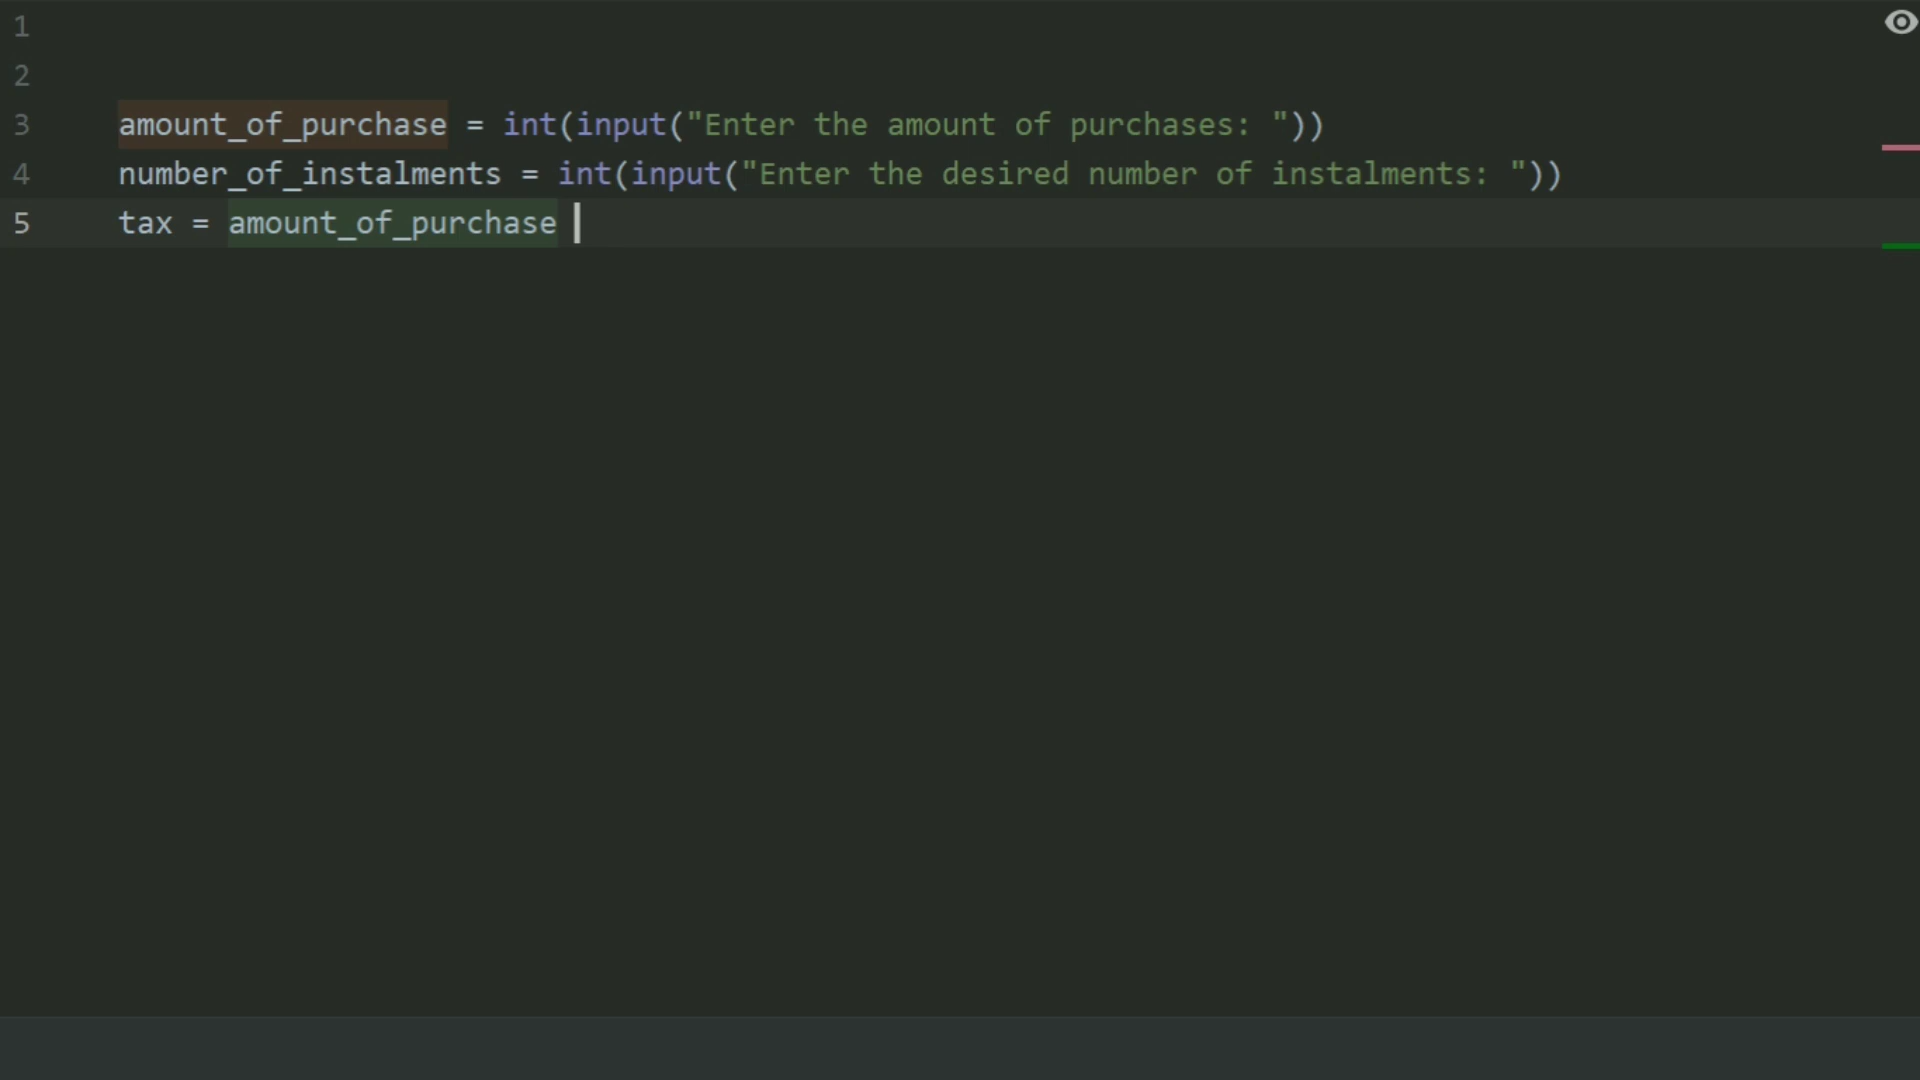 1
2
3 amount_of_purchase = int(input("Enter the amount of purchases: "))
4 number_of_instalments = int(input("Enter the desired number of instalments: "))
5 tax = amount_of_purchase